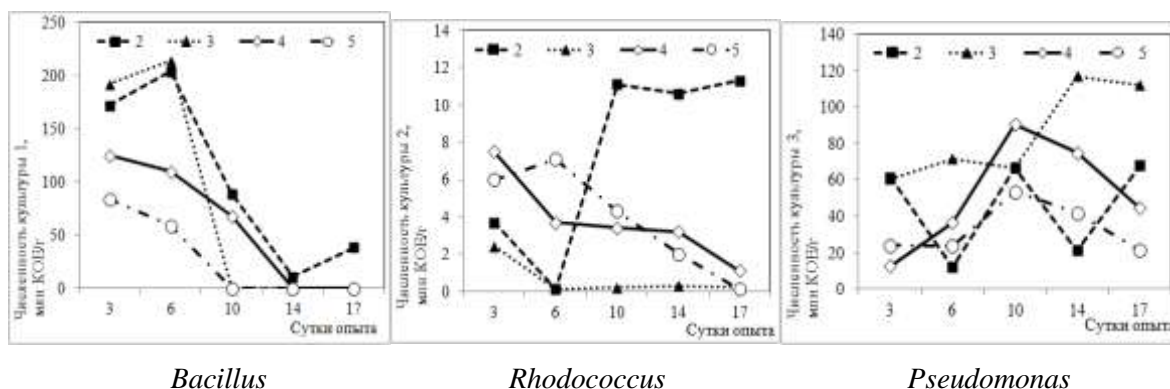 Численность культуры 1,
млн КОЕ/г
250
200
150
100
50
0
2 3 4 5
3 6 10 14 17
Сутки опыта
Численность культуры 2,
млн КОЕ/г
14
12
10
8
6
4
2
0
2 3 4 5
3 6 10 14 17
Сутки опыта
Численность культуры 3,
млн КОЕ/г
140
120
100
80
60
40
20
0
2 3 4 5
3 6 10 14 17
Сутки опыта
Bacillus
Rhodococcus
Pseudomonas